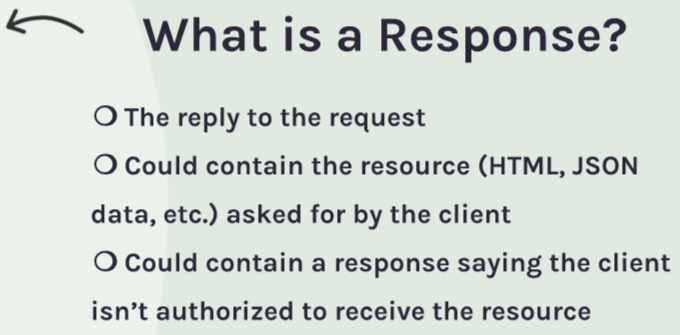 What is a Response?
❍ The reply to the request
❍ Could contain the resource (HTML, JSON
data, etc.) asked for by the client
❍ Could contain a response saying the client
isn't authorized to receive the resource